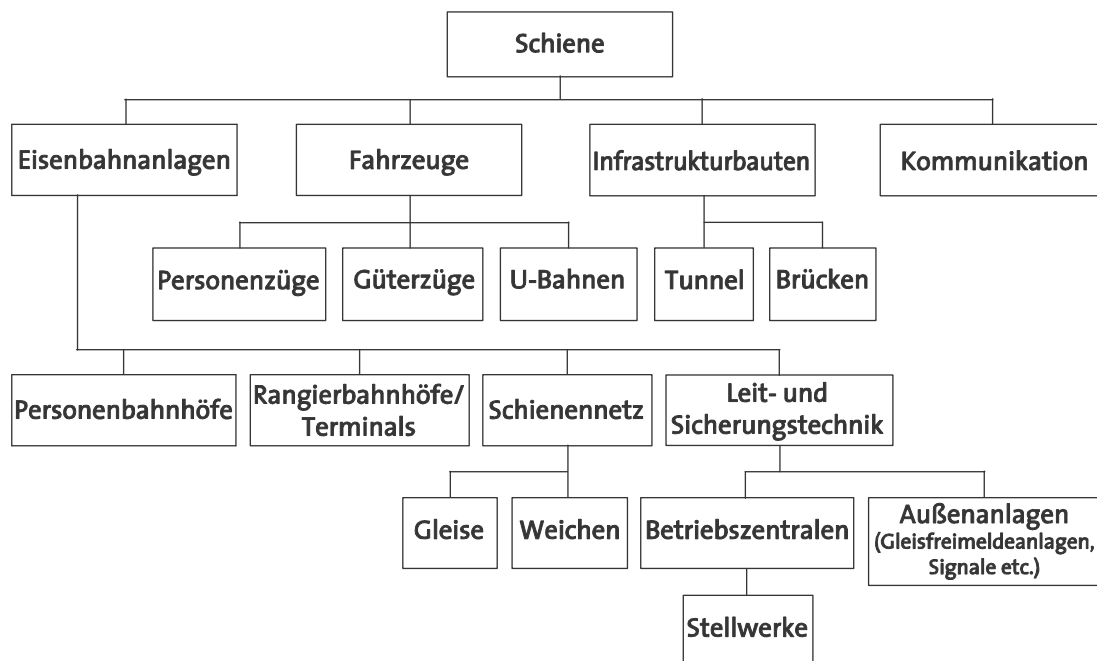 Schiene
Eisenbahnanlagen
Fahrzeuge
Infrastrukturbauten
Kommunikation
Personenzüge
Güterzüge
U-Bahnen
Tunnel
Brücken
Personenbahnhöfe
Rangierbahnhöfe/
Terminals
Schienennetz
Leit- und
Sicherungstechnik
Gleise
Weichen
Betriebszentralen
Außenanlagen
(Gleisfreimeldeanlagen,
Signale etc.)
Stellwerke